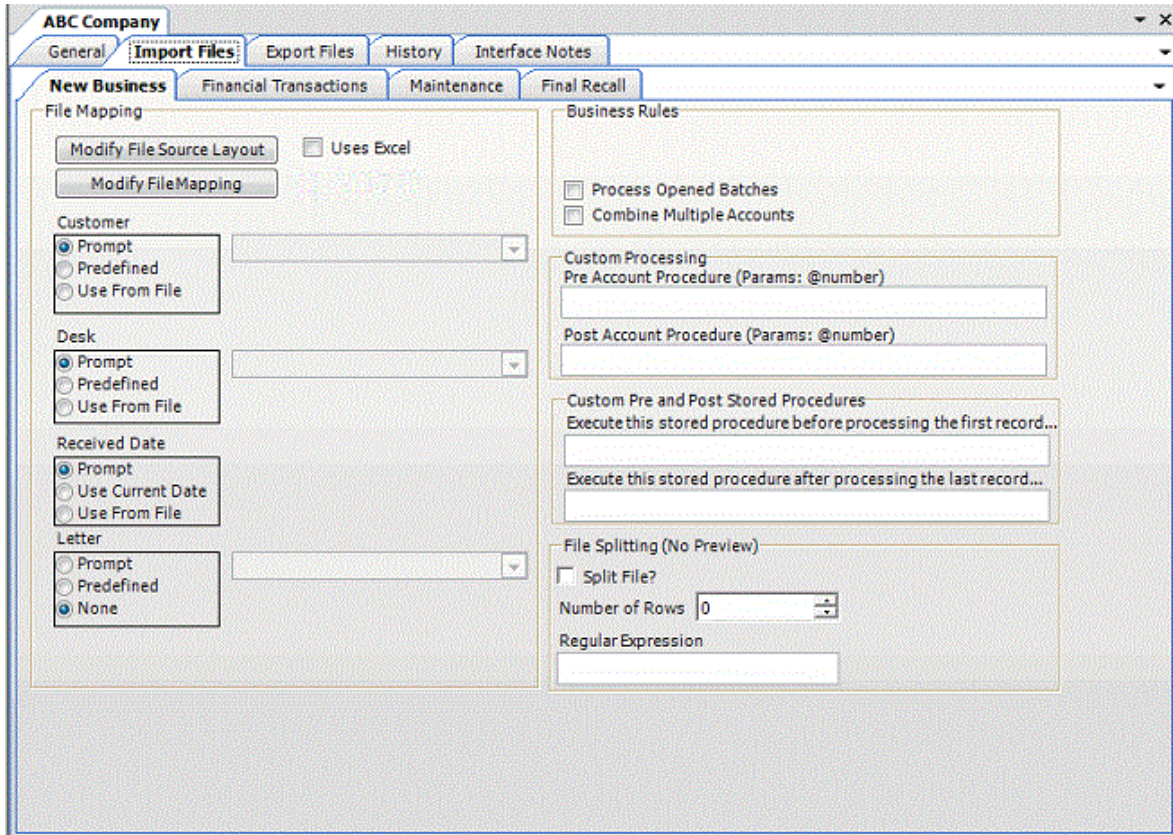 ABC Company
General Import Files Export Files History Interface Notes
New Business Financial Transactions Maintenance Final Recall
File Mapping
Modify File Source Layout Uses Excel
Modify FileMapping
Customer
Prompt
Predefined
Use From File
Desk
Prompt
Predefined
Use From File
Received Date
Prompt
Use Current Date
Use From File
Letter
Prompt
Predefined
None
Business Rules
Process Opened Batches
Combine Multiple Accounts
Custom Processing
Pre Account Procedure (Params: @number)
Post Account Procedure (Params: @number)
Custom Pre and Post Stored Procedures
Execute this stored procedure before processing the first record...
Execute this stored procedure after processing the last record...
File Splitting (No Preview)
Split File?
Number of Rows 0
Regular Expression